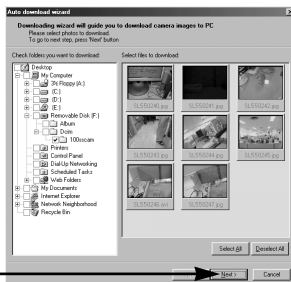 Auto download wizard
Downloading wizard will guide you to download camera images to PC
Please select photos to download.
To go to next step, press 'Next' button
Check folders you want to download:
Select files to download:
Desktop
My Computer
3½ Floppy (A:)
(C:)
(D:)
(E:)
Removable Disk (F:)
Album
Dcim
100sscam
Printers
Control Panel
Dial-Up Networking
Scheduled Tasks
Web Folders
My Documents
Internet Explorer
Network Neighborhood
Recycle Bin
SL550240.jpg
SL550241.jpg
SL550242.jpg
SL550243.jpg
SL550244.jpg
SL550245.jpg
SL550246.avi
SL550247.jpg
Select All
Deselect All
Next >
Cancel